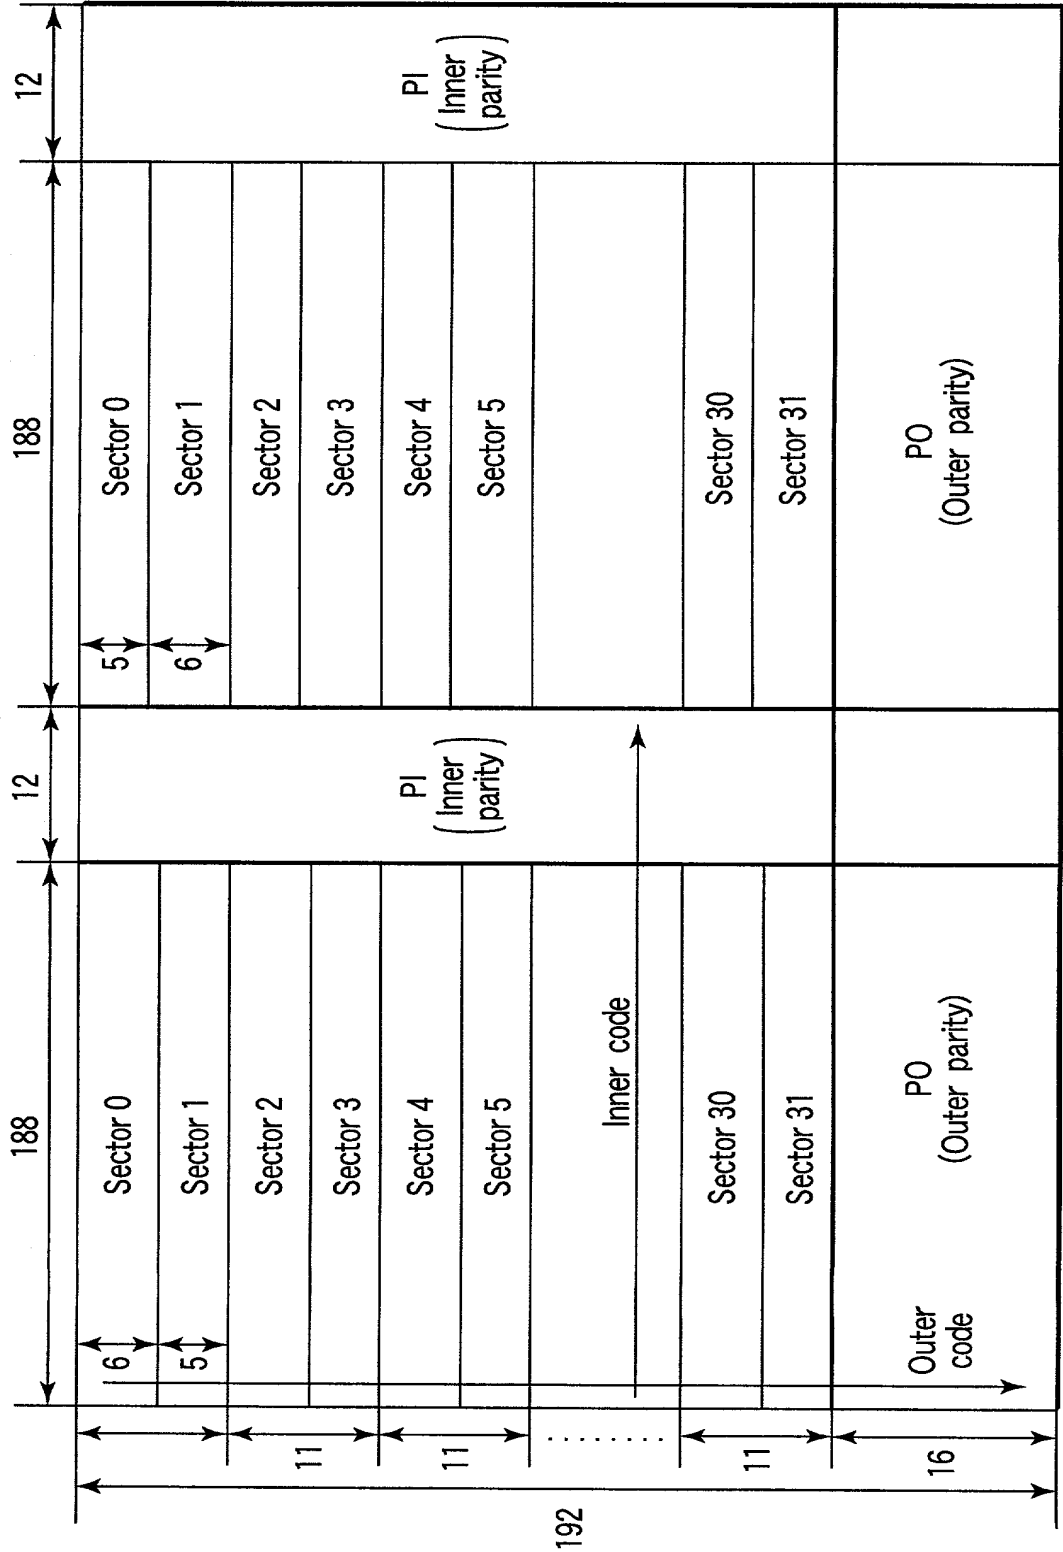 188
12
188
12
6
5
5
6
11
11
........
11
16
192
Sector 0
Sector 1
Sector 2
Sector 3
Sector 4
Sector 5
Sector 30
Sector 31
Inner code
Outer
code
PO
(Outer parity)
PI
(Inner
parity)
Sector 0
Sector 1
Sector 2
Sector 3
Sector 4
Sector 5
Sector 30
Sector 31
PO
(Outer parity)
PI
(Inner
parity)